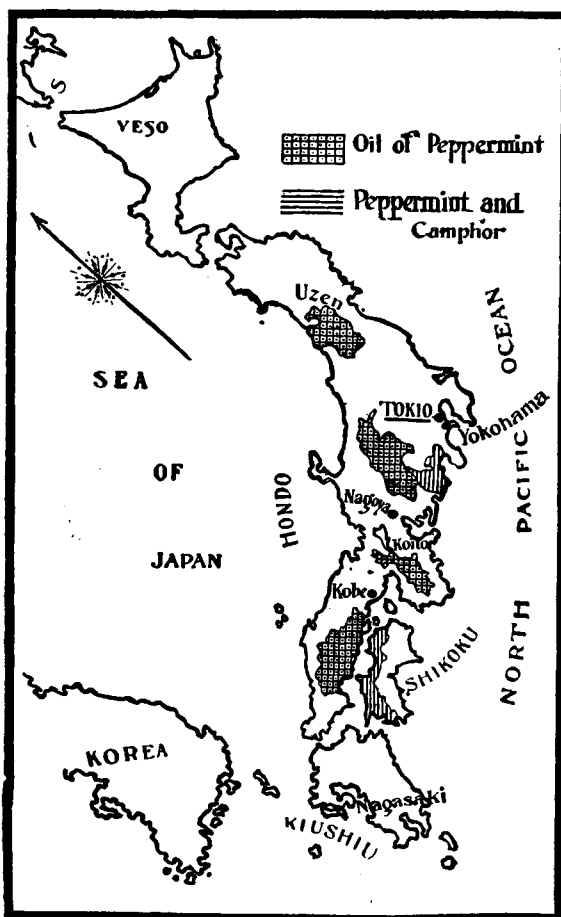 S
YESO
Oil of Peppermint
Peppermint and
Camphor
Uzen
SEA
OF
JAPAN
HONDO
TOKIO
Yokohama
Nagoya
Kobe
NORTH PACIFIC OCEAN
SHIKOKU
KOREA
Nagasaki
KIUSHIU